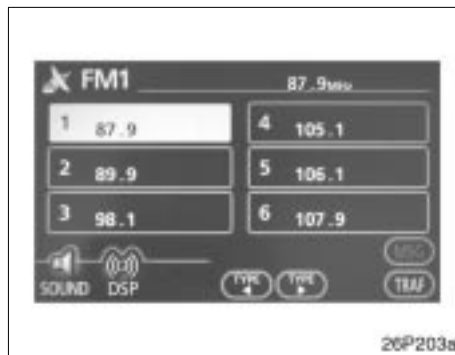 FM1 87.9MHz
1 87.9
2 89.9
3 98.1
4 105.1
5 106.1
6 107.9
MSG
SOUND DSP TYPE TYPE TRAF
26P203a